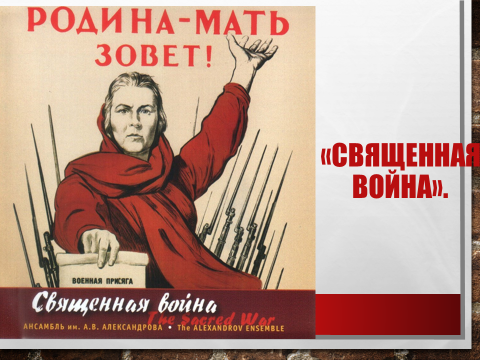 РОДИНА-МАТЬ
ЗОВЕТ!
ВОЕННАЯ ПРИСЯГА
Священная война
The Sacred War
АНСАМБЛЬ им. А.В. АЛЕКСАНДРОВА • The ALEXANDROV ENSEMBLE
«СВЯЩЕННАЯ
ВОЙНА».